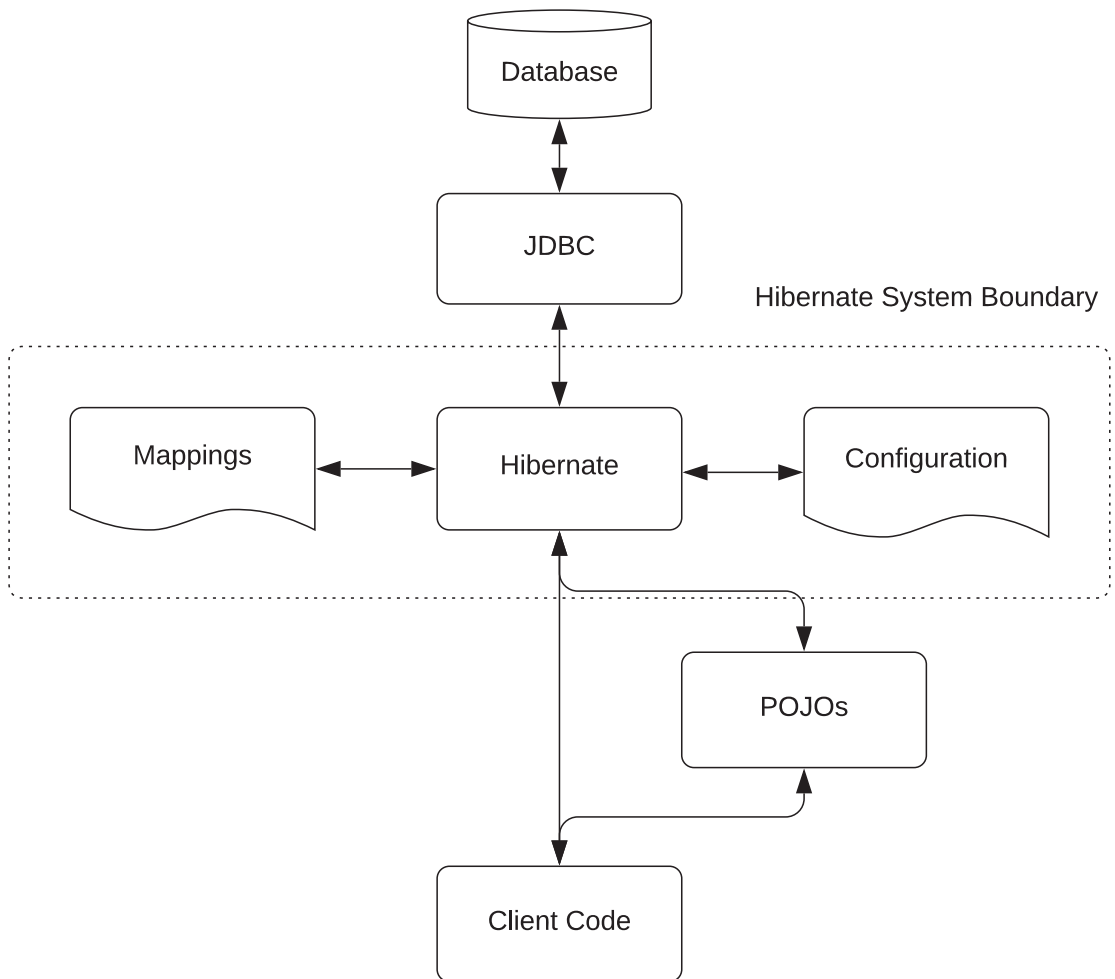 Database
JDBC
Hibernate System Boundary
Mappings
Hibernate
Configuration
POJOs
Client Code